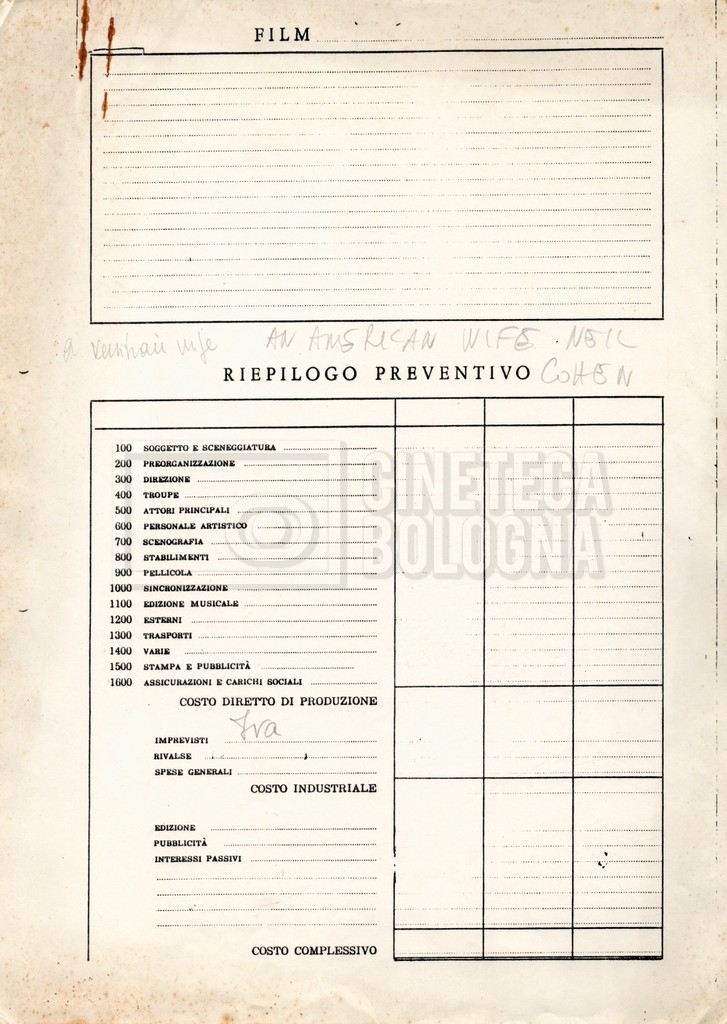 FILM
AN AMERICAN WIFE . NEIL
RIEPILOGO PREVENTIVO COHEN
100 SOGGETTO E SCENEGGIATURA
200 PREORGANIZZAZIONE
300 DIREZIONE
400 TROUPE
500 ATTORI PRINCIPALI
600 PERSONALE ARTISTICO
700 SCENOGRAFIA
800 STABILIMENTI
900 PELLICOLA
1000 SINCRONIZZAZIONE
1100 EDIZIONE MUSICALE
1200 ESTERNI
1300 TRASPORTI
1400 VARIE
1500 STAMPA E PUBBLICITÀ
1600 ASSICURAZIONI E CARICHI SOCIALI
CINETECA
BOLOGNA
COSTO DIRETTO DI PRODUZIONE
IMPREVISTI
RIVALSE
SPESE GENERALI
COSTO INDUSTRIALE
EDIZIONE
PUBBLICITÀ
INTERESSI PASSIVI
COSTO COMPLESSIVO